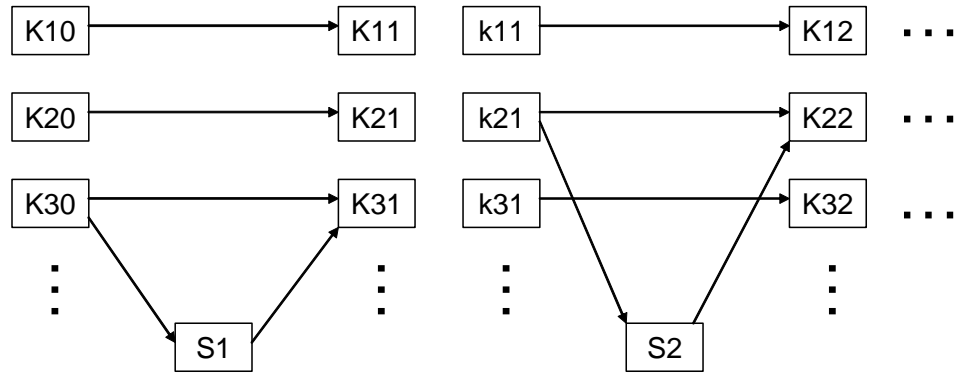 K10 K11 k11 K12 ...
K20 K21 k21 K22 ...
K30 K31 k31 K32 ...
S1 S2